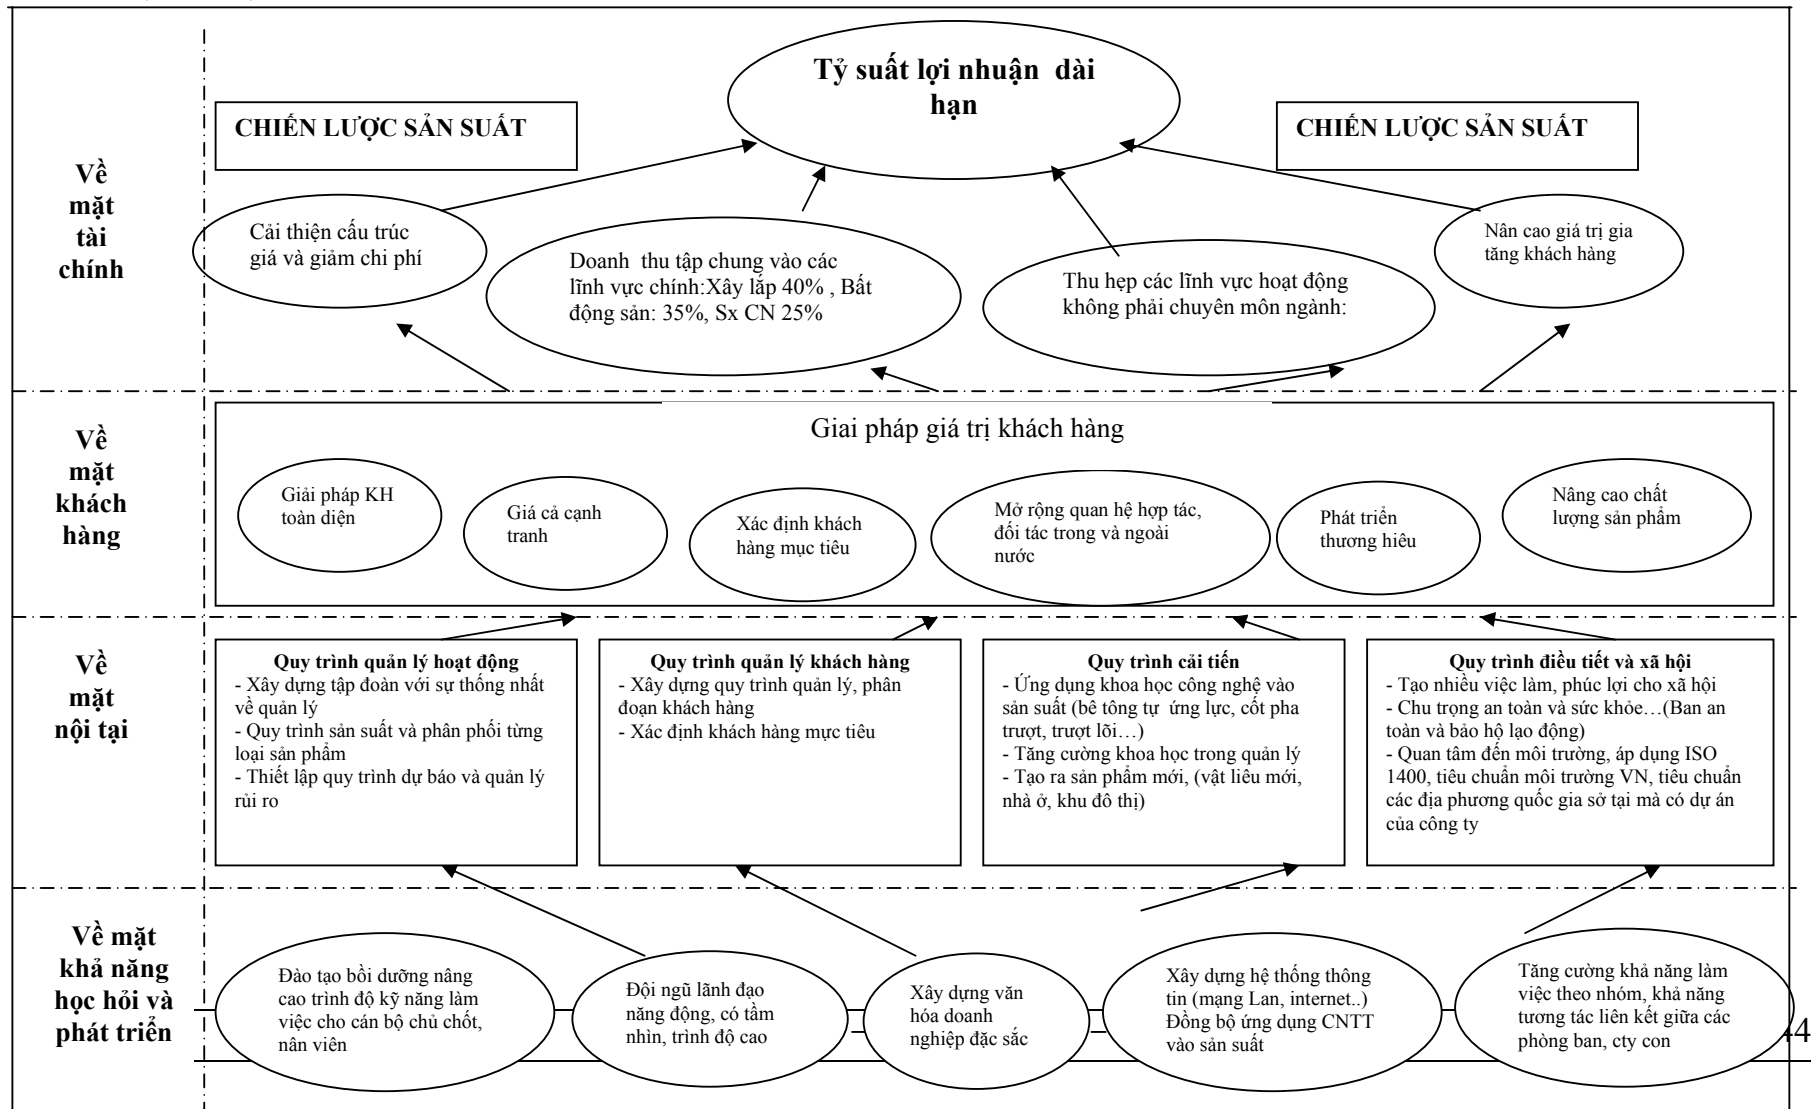 Tỷ suất lợi nhuận dài
hạn
CHIẾN LƯỢC SẢN SUẤT
CHIẾN LƯỢC SẢN SUẤT
Về
mặt
tài
chính
Cải thiện cấu trúc
giá và giảm chi phí
Doanh thu tập chung vào các
lĩnh vực chính:Xây lắp 40% , Bất
động sản: 35%, Sx CN 25%
Thu hẹp các lĩnh vực hoạt động
không phải chuyên môn ngành:
Nân cao giá trị gia
tăng khách hàng
Về
mặt
khách
hàng
Giai pháp giá trị khách hàng
Giải pháp KH
toàn diện
Giá cả cạnh
tranh
Xác định khách
hàng mục tiêu
Mở rộng quan hệ hợp tác,
đối tác trong và ngoài
nước
Phát triển
thương hiêu
Nâng cao chất
lượng sản phẩm
Về
mặt
nội tại
Quy trình quản lý hoạt động
- Xây dựng tập đoàn với sự thống nhất
về quản lý
- Quy trình sản suất và phân phối từng
loại sản phẩm
- Thiết lập quy trình dự báo và quản lý
rủi ro
Quy trình quản lý khách hàng
- Xây dựng quy trình quản lý, phân
đoạn khách hàng
- Xác định khách hàng mực tiêu
Quy trình cải tiến
- Ứng dụng khoa học công nghệ vào
sản suất (bê tông tự ứng lực, cốt pha
trượt, trượt lõi…)
- Tăng cường khoa học trong quản lý
- Tạo ra sản phẩm mới, (vật liêu mới,
nhà ở, khu đô thị)
Quy trình điều tiết và xã hội
- Tạo nhiều việc làm, phúc lợi cho xã hội
- Chu trọng an toàn và sức khỏe…(Ban an
toàn và bảo hộ lạo động)
- Quan tâm đến môi trường, áp dụng ISO
1400, tiêu chuẩn môi trường VN, tiêu chuẩn
các địa phương quốc gia sở tại mà có dự án
của công ty
Về mặt
khả năng
học hỏi và
phát triển
Đào tạo bồi dưỡng nâng
cao trình độ kỹ năng làm
việc cho cán bộ chủ chốt,
nân viên
Đội ngũ lãnh đạo
năng động, có tầm
nhìn, trình độ cao
Xây dựng văn
hóa doanh
nghiệp đặc sắc
Xây dựng hệ thống thông
tin (mạng Lan, internet..)
Đồng bộ ứng dụng CNTT
vào sản suất
Tăng cường khả năng làm
việc theo nhóm, khả năng
tương tác liên kết giữa các
phòng ban, cty con
44